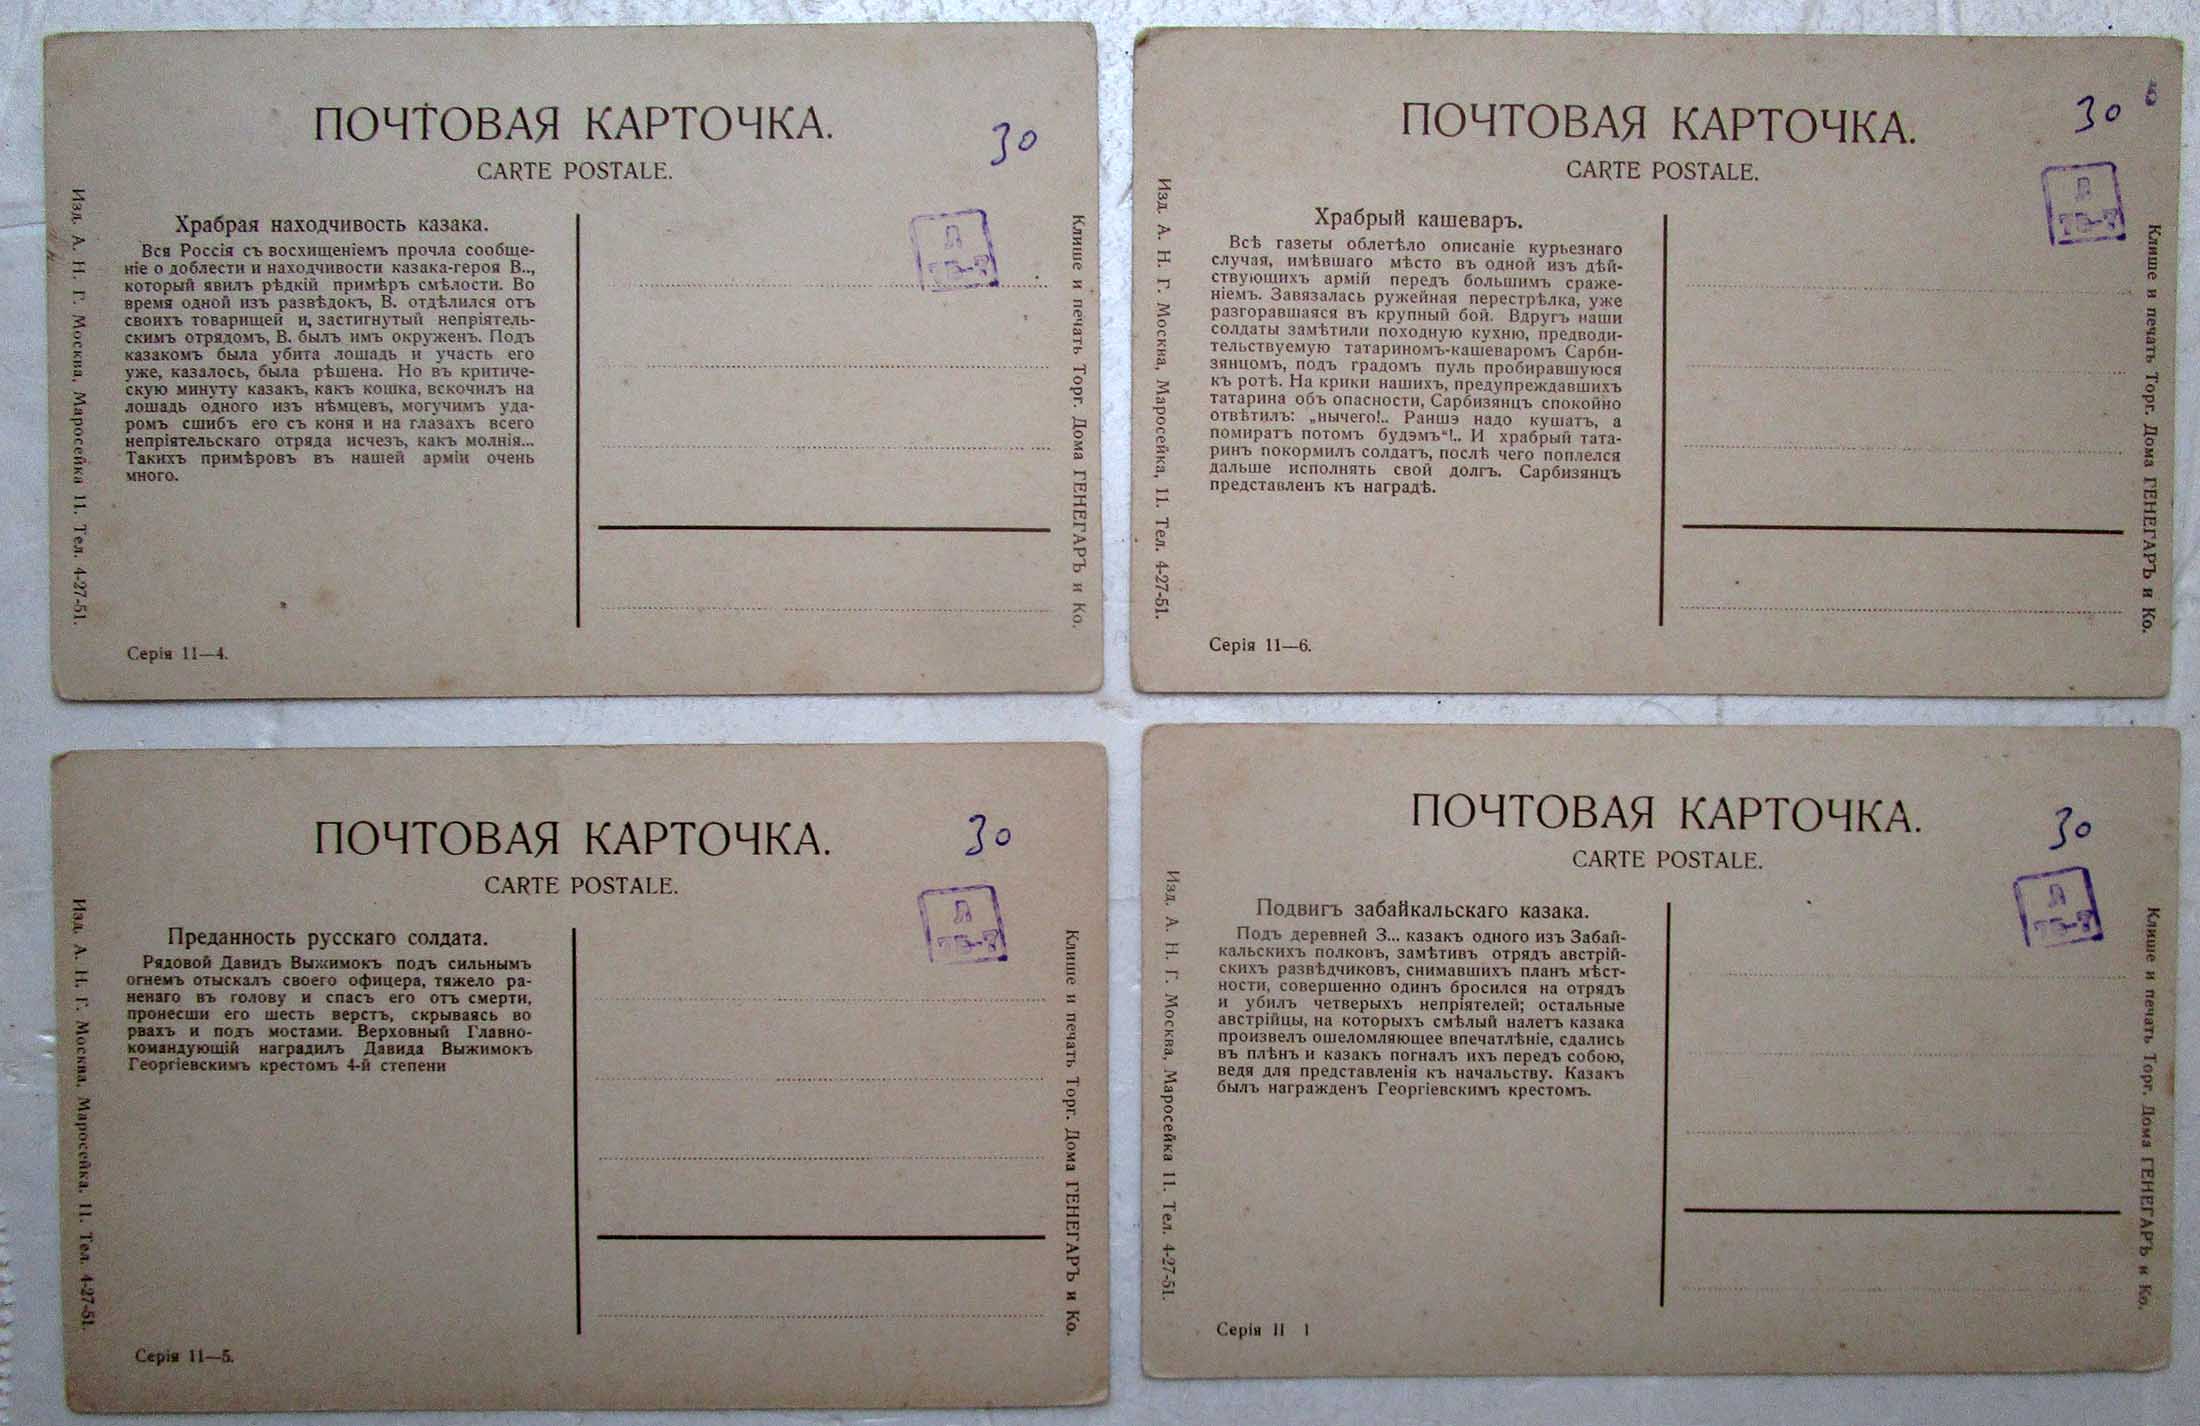 ПОЧТОВАЯ КАРТОЧКА.
CARTE POSTALE.
30
Изд. А. Н. Г. Москва, Маросейка 11. Тел. 4-27-51.
Храбрая находчивость казака.
Вся Россія съ восхищеніемъ прочла сообще-
ніе о доблести и находчивости казака-героя В..,
который явилъ рѣдкій примѣръ смѣлости. Во
время одной изъ развѣдокъ, В. отдѣлился отъ
своихъ товарищей и, застигнутый непріятель-
скимъ отрядомъ, В. былъ имъ окруженъ. Подъ
казакомъ была убита лошадь и участь его
уже, казалось, была рѣшена. Но въ критиче-
скую минуту казакъ, какъ кошка, вскочилъ на
лошадь одного изъ нѣмцевъ, могучимъ уда-
ромъ сшибъ его съ коня и на глазахъ всего
непріятельскаго отряда исчезъ, какъ молнія...
Такихъ примѣровъ въ нашей арміи очень
много.
Серія 11—4.
Клише и печать Торг. Дома ГЕНЕГАРЪ и Ко.
ПОЧТОВАЯ КАРТОЧКА.
CARTE POSTALE.
30
Изд. А. Н. Г. Москва, Маросейка, 11. Тел. 4-27-51.
Храбрый кашеваръ.
Всѣ газеты облетѣло описаніе курьезнаго
случая, имѣвшаго мѣсто въ одной изъ дѣй-
ствующихъ армій передъ большимъ сраже-
ніемъ. Завязалась ружейная перестрѣлка, уже
разгоравшаяся въ крупный бой. Вдругъ наши
солдаты замѣтили походную кухню, предводи-
тельствуемую татариномъ-кашеваромъ Сарби-
зянцомъ, подъ градомъ пуль пробиравшуюся
къ ротѣ. На крики нашихъ, предупреждавшихъ
татарина объ опасности, Сарбизянцъ спокойно
отвѣтилъ: „нычего!.. Раншэ надо кушатъ, а
помиратъ потомъ будэмъ“!.. И храбрый тата-
ринъ покормилъ солдатъ, послѣ чего поплелся
дальше исполнять свой долгъ. Сарбизянцъ
представленъ къ наградѣ.
Серія 11—6.
Клише и печать Торг. Дома ГЕНЕГАРЪ и Ко.
ПОЧТОВАЯ КАРТОЧКА.
CARTE POSTALE.
30
Изд. А. Н. Г. Москва, Маросейка, 11. Тел. 4-27-51.
Преданность русскаго солдата.
Рядовой Давидъ Выжимокъ подъ сильнымъ
огнемъ отыскалъ своего офицера, тяжело ра-
ненаго въ голову и спасъ его отъ смерти,
пронесши его шесть верстъ, скрываясь во
рвахъ и подъ мостами. Верховный Главно-
командующій наградилъ Давида Выжимокъ
Георгіевскимъ крестомъ 4-й степени
Серія 11—5.
Клише и печать Торг. Дома ГЕНЕГАРЪ и Ко.
ПОЧТОВАЯ КАРТОЧКА.
CARTE POSTALE.
30
Изд. А. Н. Г. Москва, Маросейка 11. Тел. 4-27-51.
Подвигъ забайкальскаго казака.
Подъ деревней З... казакъ одного изъ Забай-
кальскихъ полковъ, замѣтивъ отрядъ австрій-
скихъ развѣдчиковъ, снимавшихъ планъ мѣст-
ности, совершенно одинъ бросился на отрядъ
и убилъ четверыхъ непріятелей; остальные
австрійцы, на которыхъ смѣлый налетъ казака
произвелъ ошеломляющее впечатлѣніе, сдались
въ плѣнъ и казакъ погналъ ихъ передъ собою,
ведя для представленія къ начальству. Казакъ
былъ награжденъ Георгіевскимъ крестомъ.
Серія 11 1
Клише и печать Торг. Дома ГЕНЕГАРЪ и Ко.